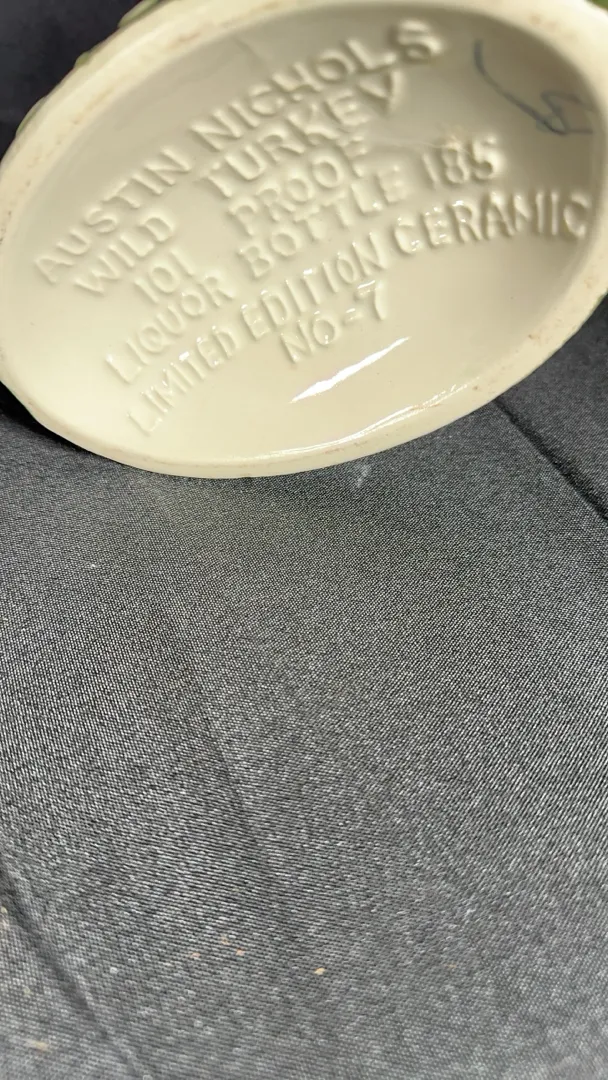 AUSTIN NICHOLS
WILD TURKEY
101 PROOF
LIQUOR BOTTLE 185
LIMITED EDITION CERAMIC
NO-7